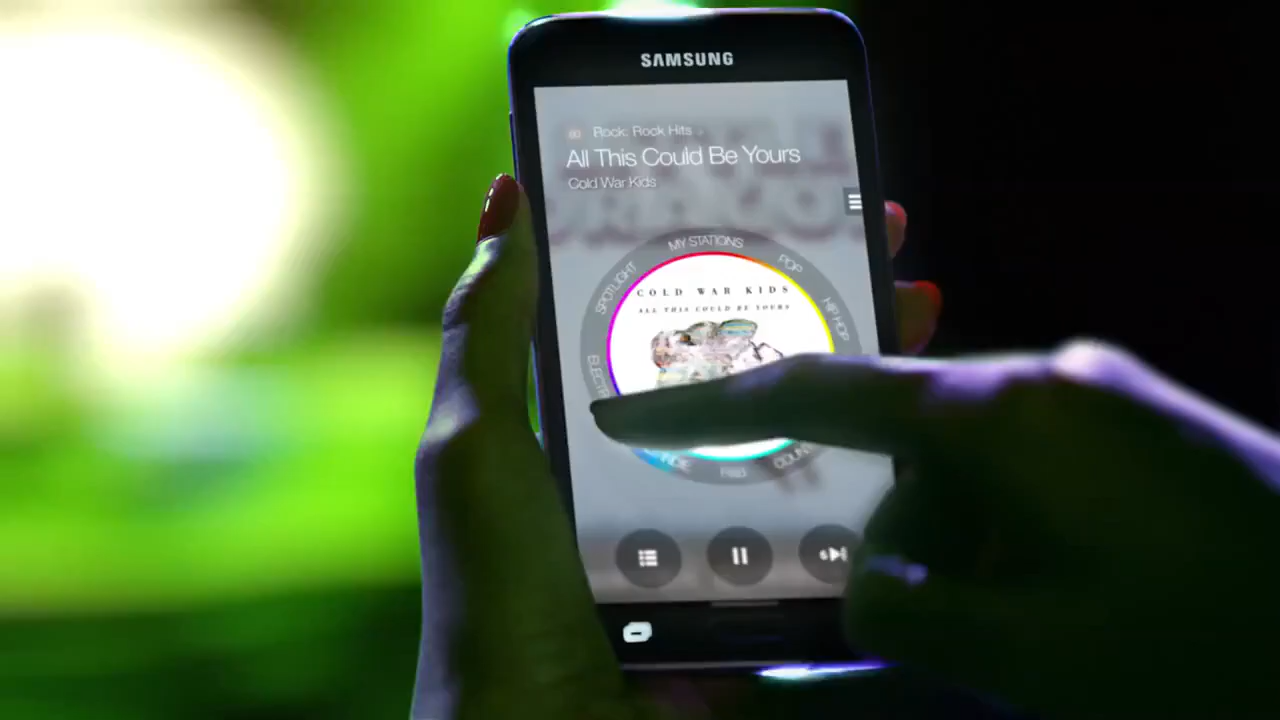 SAMSUNG
Rock: Rock Hits
All This Could Be Yours
Cold War Kids
MY STATIONS
SPOTLIGHT
POP
HIP HOP
COLD WAR KIDS
ALL THIS COULD BE YOURS
R&B
6